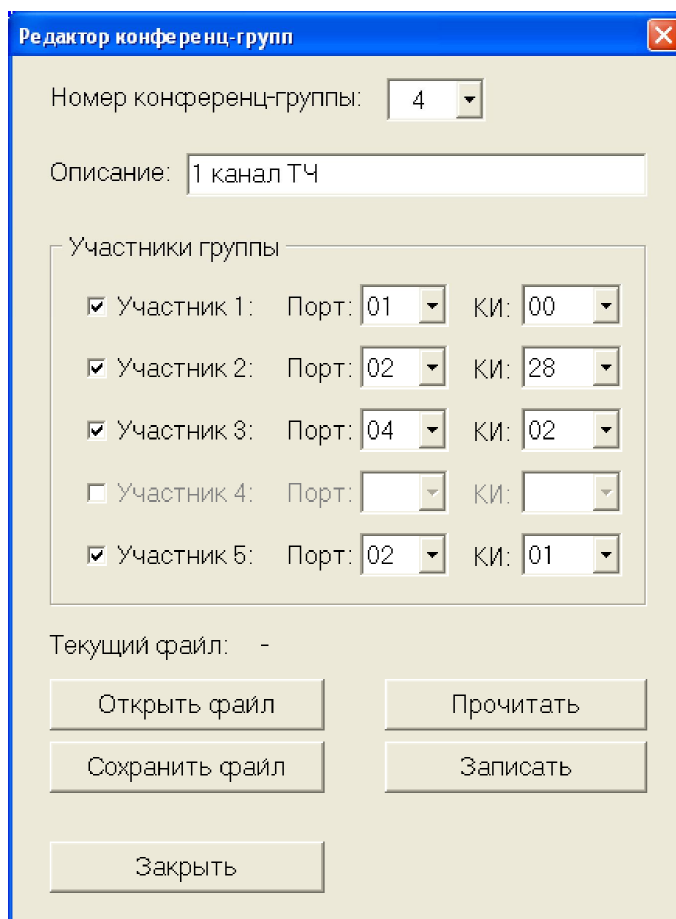 Редактор конференц-групп
Номер конференц-группы: 4
Описание: 1 канал ТЧ
Участники группы
Участник 1: Порт: 01 КИ: 00
Участник 2: Порт: 02 КИ: 28
Участник 3: Порт: 04 КИ: 02
Участник 4: Порт: КИ:
Участник 5: Порт: 02 КИ: 01
Текущий файл: -
Открыть файл Прочитать
Сохранить файл Записать
Закрыть